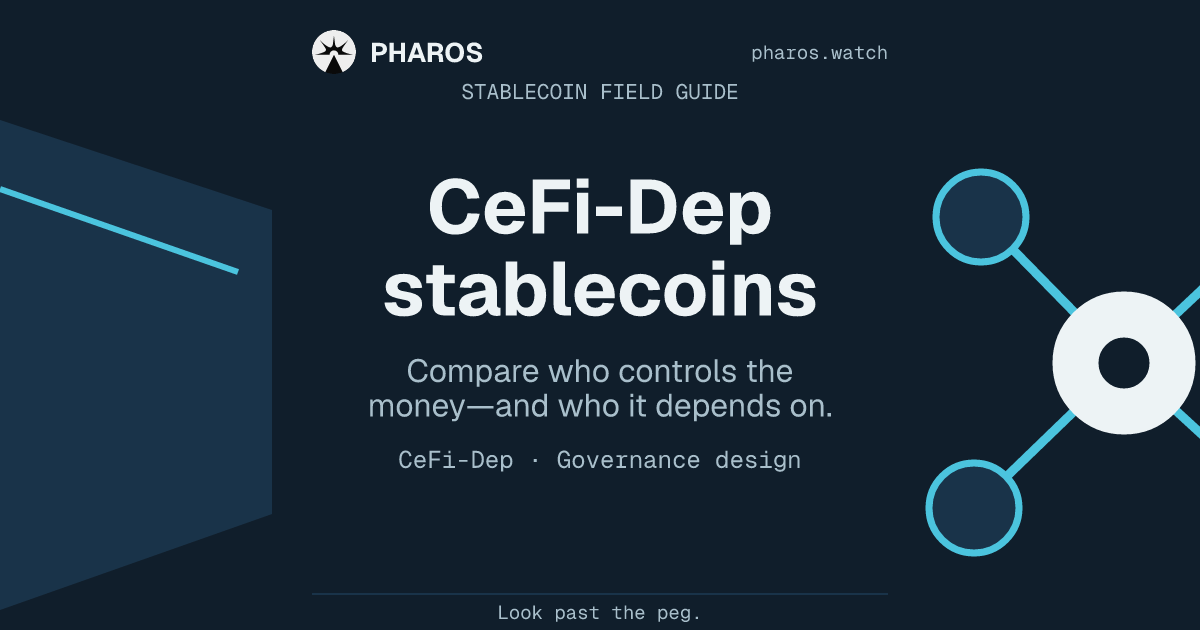 PHAROS
pharos.watch
STABLECOIN FIELD GUIDE
CeFi-Dep
stablecoins
Compare who controls the
money—and who it depends on.
CeFi-Dep · Governance design
Look past the peg.